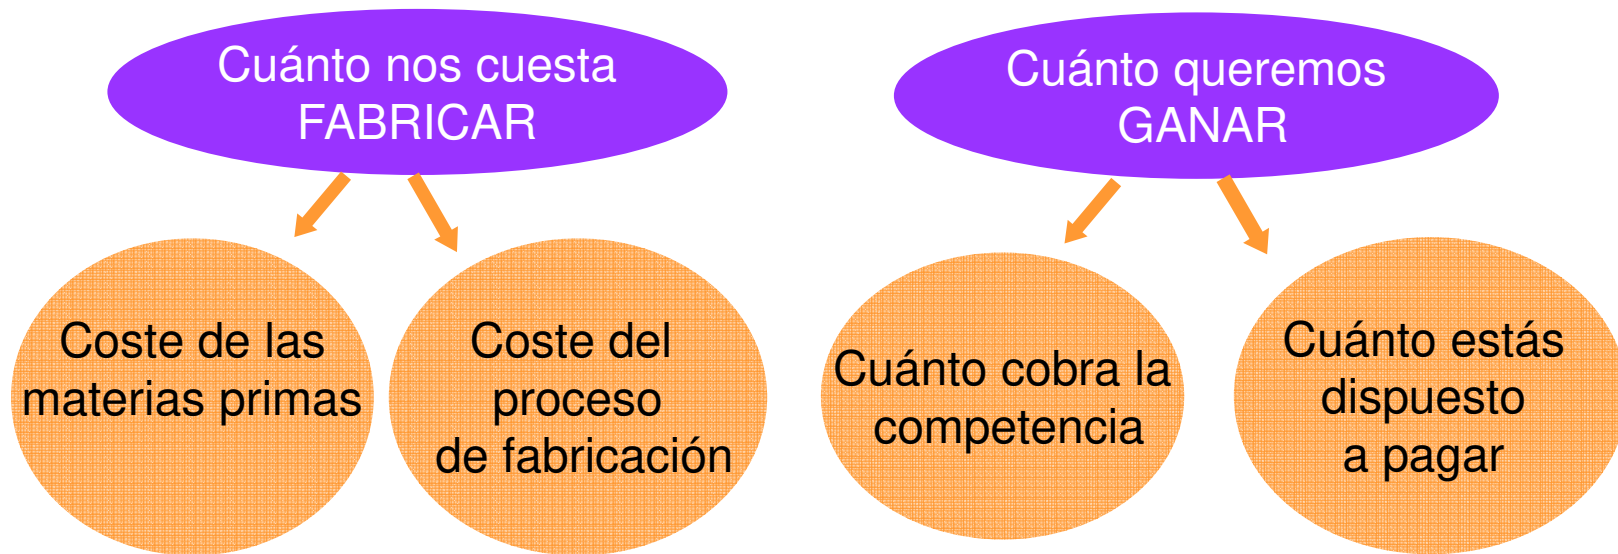 Cuánto nos cuesta
FABRICAR
Cuánto queremos
GANAR
Coste de las
materias primas
Coste del
proceso
de fabricación
Cuánto cobra la
competencia
Cuánto estás
dispuesto
a pagar